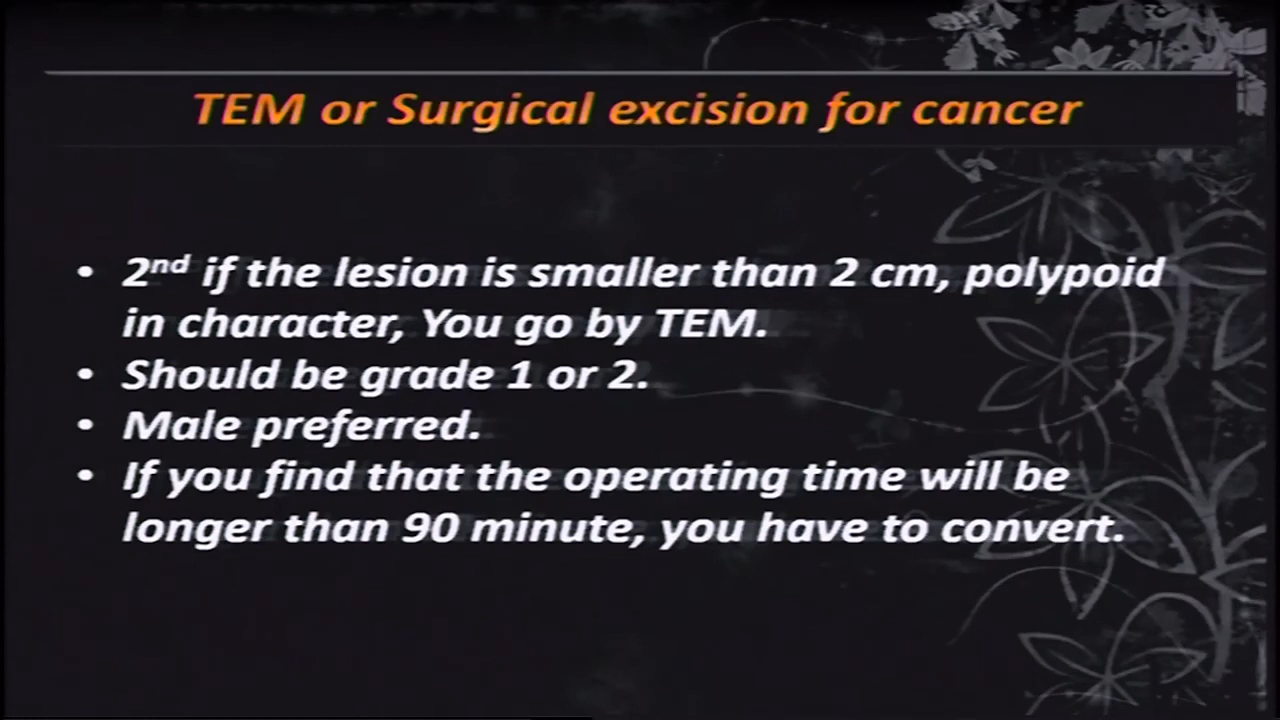 TEM or Surgical excision for cancer
• 2nd if the lesion is smaller than 2 cm, polypoid
in character, You go by TEM.
• Should be grade 1 or 2.
• Male preferred.
• If you find that the operating time will be
longer than 90 minute, you have to convert.